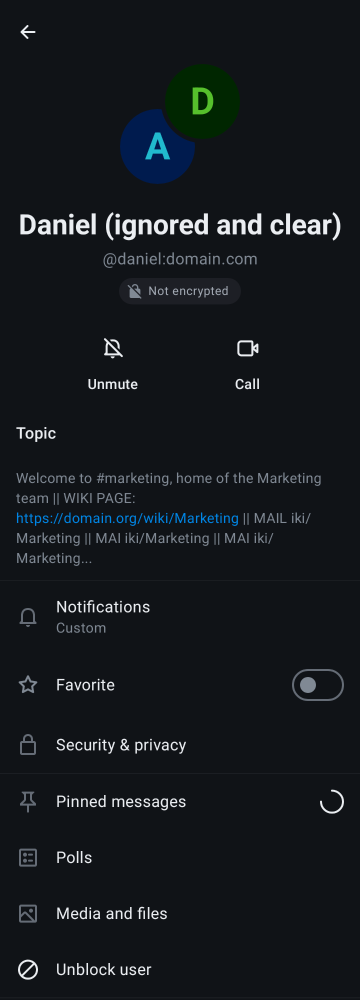 D
A
Daniel (ignored and clear)
@daniel:domain.com
Not encrypted
Unmute
Call
Topic
Welcome to #marketing, home of the Marketing
team || WIKI PAGE:
https://domain.org/wiki/Marketing || MAIL iki/
Marketing || MAI iki/Marketing || MAI iki/
Marketing...
Notifications
Custom
Favorite
Security & privacy
Pinned messages
Polls
Media and files
Unblock user